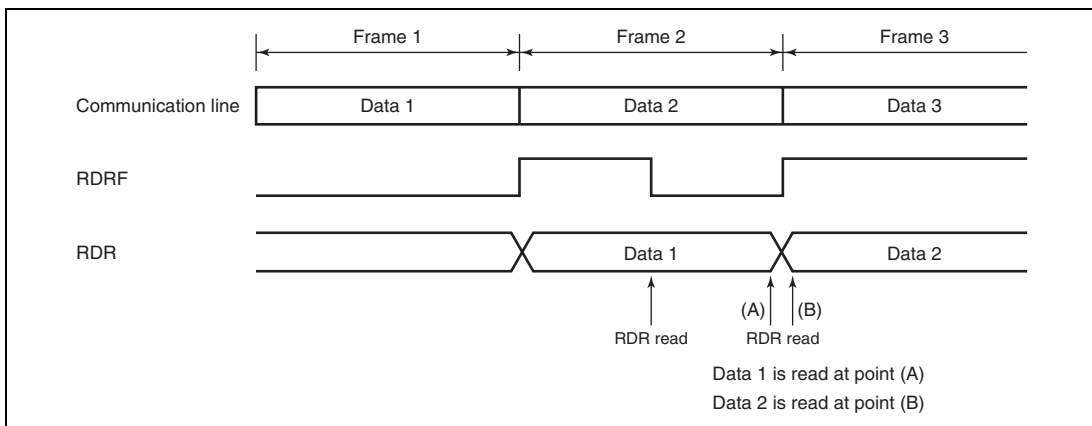 Frame 1 Frame 2 Frame 3
Communication line Data 1 Data 2 Data 3
RDRF
RDR Data 1 Data 2
(A) (B)
RDR read RDR read
Data 1 is read at point (A)
Data 2 is read at point (B)